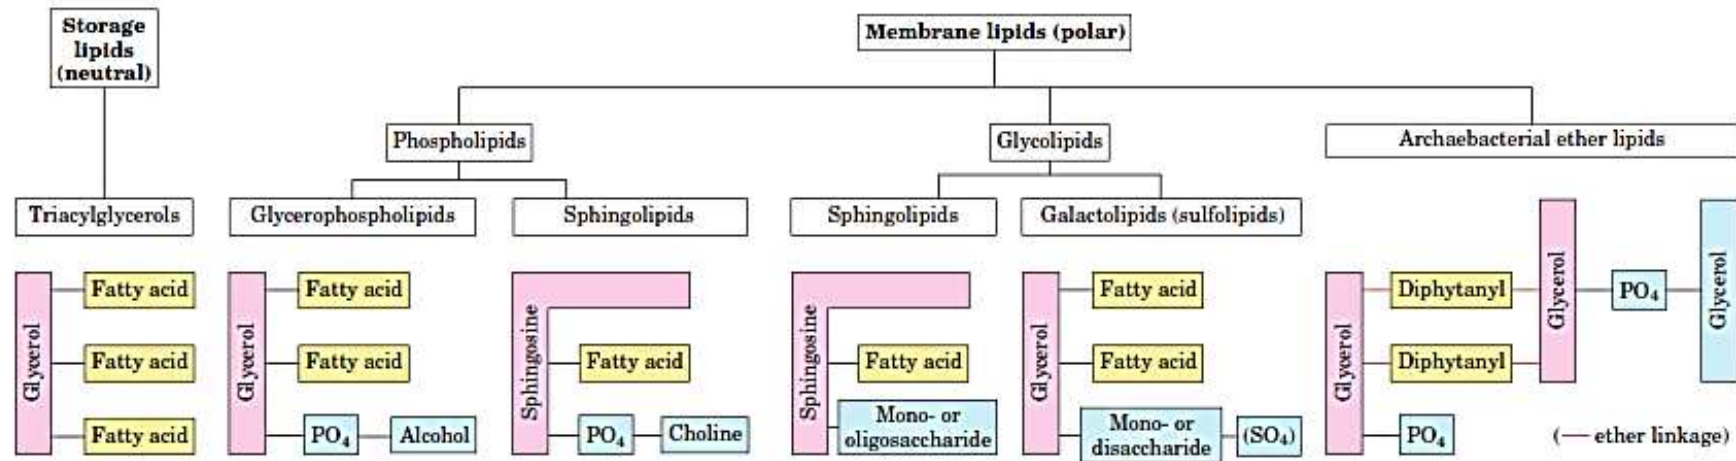 Storage
lipids
(neutral)
Membrane lipids (polar)
Phospholipids
Glycolipids
Archaebacterial ether lipids
Triacylglycerols
Glycerophospholipids
Sphingolipids
Sphingolipids
Galactolipids (sulfolipids)
Glycerol
Fatty acid
Fatty acid
Fatty acid
Glycerol
Fatty acid
Fatty acid
PO₄
Alcohol
Sphingosine
Fatty acid
PO₄
Choline
Sphingosine
Fatty acid
Mono- or
oligosaccharide
Glycerol
Fatty acid
Fatty acid
Mono- or
disaccharide
(SO₄)
Glycerol
Diphytanyl
Diphytanyl
PO₄
Glycerol
PO₄
Glycerol
(— ether linkage)